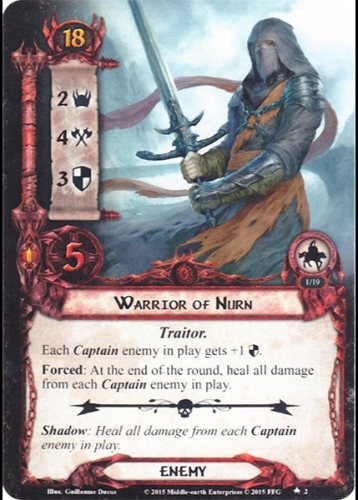 18
2
4
3
5
1/19
WARRIOR OF NURN
Traitor.
Each Captain enemy in play gets +1
Forced: At the end of the round, heal all damage
from each Captain enemy in play.
Shadow: Heal all damage from each Captain
enemy in play.
ENEMY
Illus. Guillaume Ducos © 2015 Middle-earth Enterprises © 2015 FFG 2